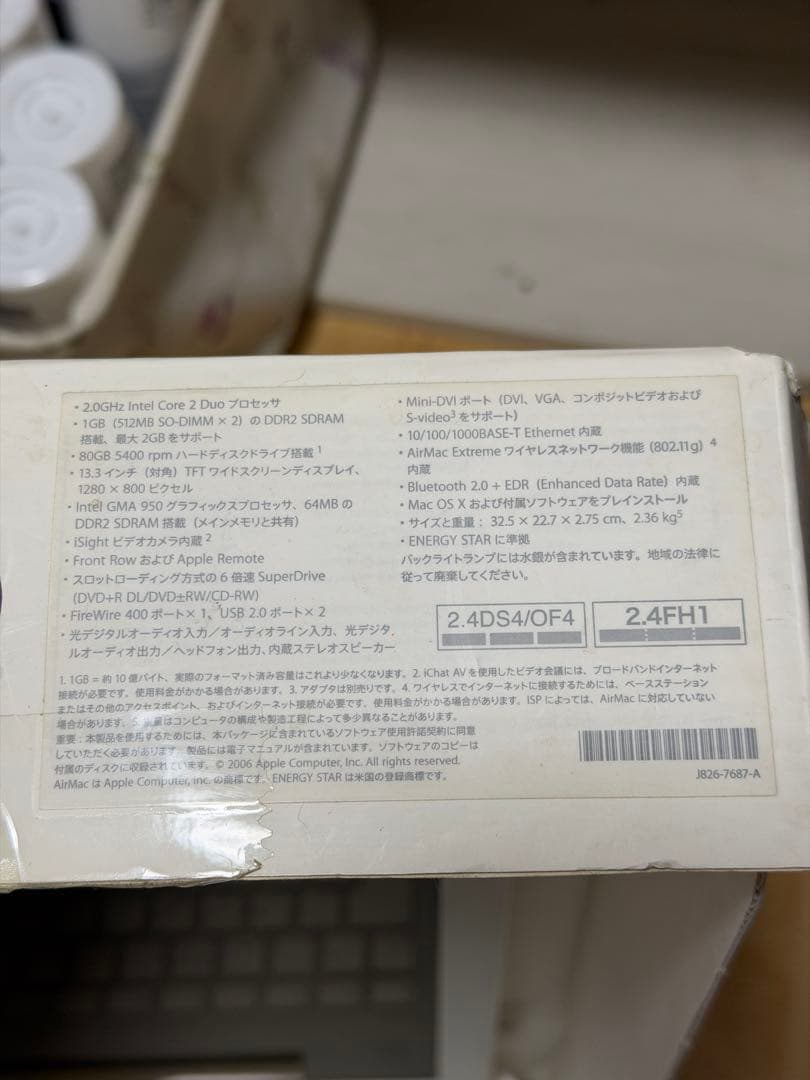 • 2.0GHz Intel Core 2 Duo プロセッサ
• 1GB（512MB SO-DIMM × 2）の DDR2 SDRAM
搭載、最大 2GB をサポート
• 80GB 5400 rpm ハードディスクドライブ搭載1
• 13.3 インチ（対角）TFT ワイドスクリーンディスプレイ、
1280 × 800 ピクセル
• Intel GMA 950 グラフィックスプロセッサ、64MB の
DDR2 SDRAM 搭載（メインメモリと共有）
• iSight ビデオカメラ内蔵2
• Front Row および Apple Remote
• スロットローディング方式の 6 倍速 SuperDrive
（DVD+R DL/DVD±RW/CD-RW）
• FireWire 400 ポート× 1、USB 2.0 ポート× 2
• 光デジタルオーディオ入力／オーディオライン入力、光デジタ
ルオーディオ出力／ヘッドフォン出力、内蔵ステレオスピーカー
• Mini-DVI ポート（DVI、VGA、コンポジットビデオおよび
S-video3 をサポート）
• 10/100/1000BASE-T Ethernet 内蔵
• AirMac Extreme ワイヤレスネットワーク機能（802.11g）4
内蔵
• Bluetooth 2.0 + EDR（Enhanced Data Rate）内蔵
• Mac OS X および付属ソフトウェアをプレインストール
• サイズと重量： 32.5 × 22.7 × 2.75 cm、2.36 kg5
• ENERGY STAR に準拠
バックライトランプには水銀が含まれています。地域の法律に
従って廃棄してください。
2.4DS4/OF4
2.4FH1
1. 1GB = 約 10 億バイト、実際のフォーマット済み容量はこれより少なくなります。2. iChat AV を使用したビデオ会議には、ブロードバンドインターネット
接続が必要です。使用料金がかかる場合があります。3. アダプタは別売りです。4. ワイヤレスでインターネットに接続するためには、ベースステーション
またはその他のアクセスポイント、およびインターネット接続が必要です。使用料金がかかる場合があります。ISP によっては、AirMac に対応していない
場合があります。5. 重量はコンピュータの構成や製造工程によって多少異なることがあります。
重要：本製品を使用するためには、本パッケージに含まれているソフトウェア使用許諾契約に同意
していただく必要があります。製品には電子マニュアルが含まれています。ソフトウェアのコピーは
付属のディスクに収録されています。© 2006 Apple Computer, Inc. All rights reserved.
AirMac は Apple Computer, Inc. の商標です。ENERGY STAR は米国の登録商標です。
J826-7687-A